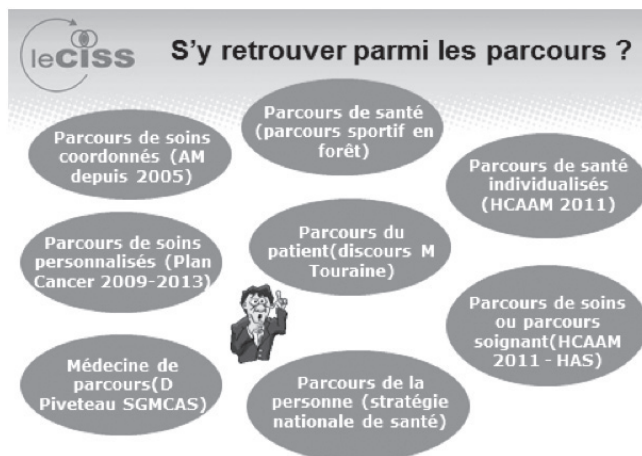 leCISS
S'y retrouver parmi les parcours ?
Parcours de soins
coordonnés (AM
depuis 2005)
Parcours de santé
(parcours sportif en
forêt)
Parcours de santé
individualisés
(HCAAM 2011)
Parcours de soins
personnalisés (Plan
Cancer 2009-2013)
Parcours du
patient(discours M
Touraine)
Parcours de soins
ou parcours
soignant(HCAAM
2011 - HAS)
Médecine de
parcours(D
Piveteau SGMCAS)
Parcours de la
personne (stratégie
nationale de santé)